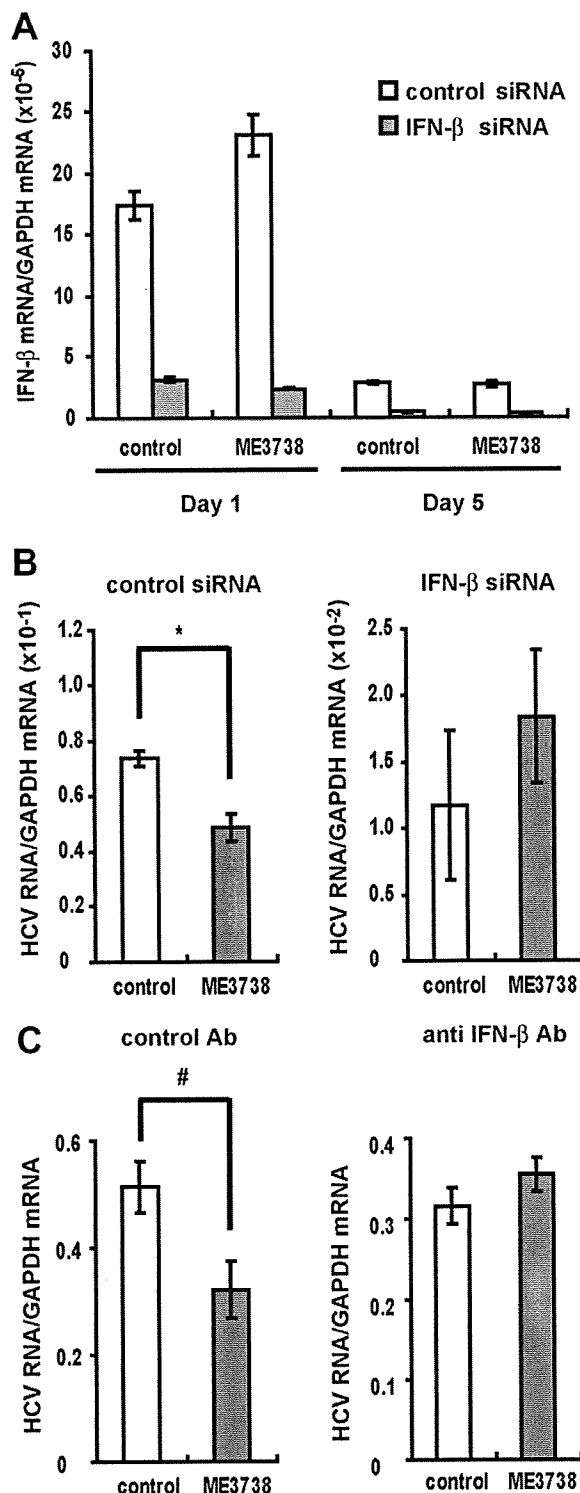 A
IFN-β mRNA/GAPDH mRNA (x10-5)
30
25
20
15
10
5
0
control siRNA
IFN-β siRNA
control
ME3738
control
ME3738
Day 1
Day 5
B
control siRNA
HCV RNA/GAPDH mRNA (x10-1)
1.2
1.0
0.8
0.6
0.4
0.2
0
*
control
ME3738
IFN-β siRNA
HCV RNA/GAPDH mRNA (x10-2)
2.5
2.0
1.5
1.0
0.5
0
control
ME3738
C
control Ab
HCV RNA/GAPDH mRNA
0.6
0.4
0.2
0
#
control
ME3738
anti IFN-β Ab
HCV RNA/GAPDH mRNA
0.4
0.3
0.2
0.1
0
control
ME3738